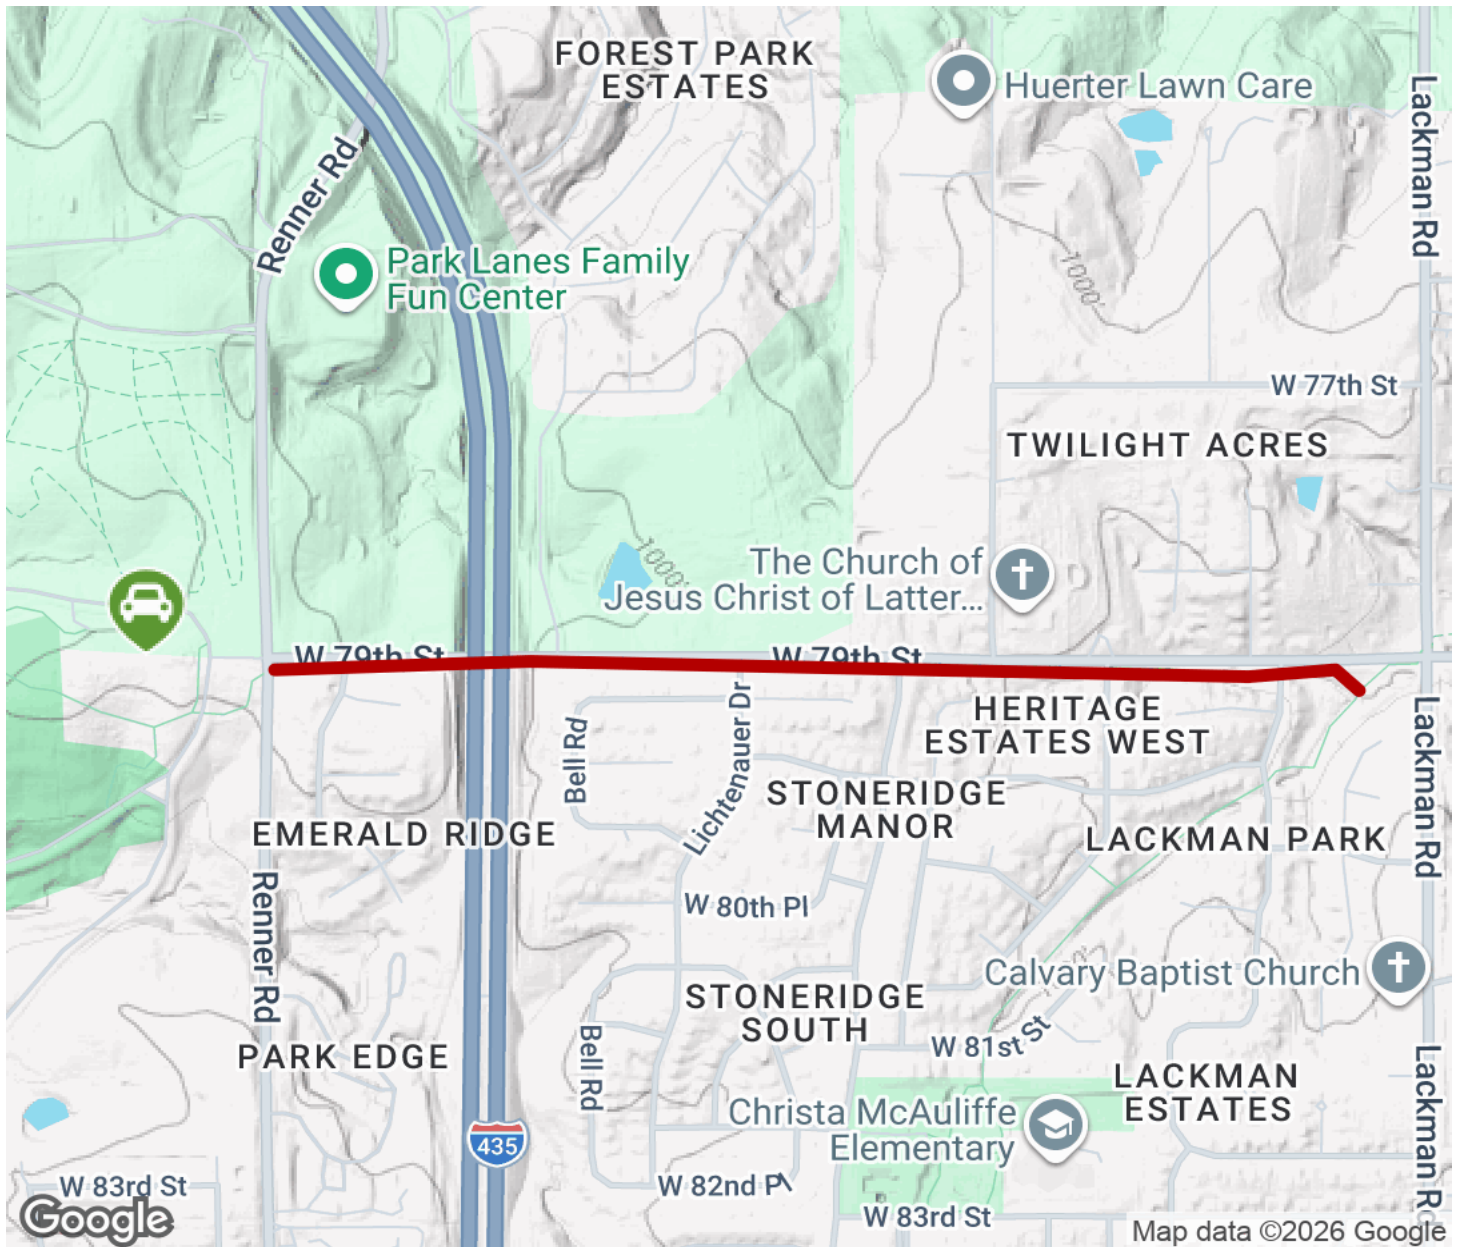 FOREST PARK
ESTATES
Huerter Lawn Care
Lackman Rd
Renner Rd
Park Lanes Family
Fun Center
1000'
W 77th St
TWILIGHT ACRES
1000'
The Church of
Jesus Christ of Latter...
W 79th St
W 79th St
Bell Rd
Lichtenauer Dr
HERITAGE
ESTATES WEST
Lackman Rd
STONERIDGE
MANOR
EMERALD RIDGE
LACKMAN PARK
Renner Rd
W 80th Pl
Calvary Baptist Church
STONERIDGE
SOUTH
Bell Rd
W 81st St
PARK EDGE
LACKMAN
ESTATES
Lackman Rd
Christa McAuliffe
Elementary
435
W 83rd St
W 82nd Pl
W 83rd St
Google
Map data ©2026 Google